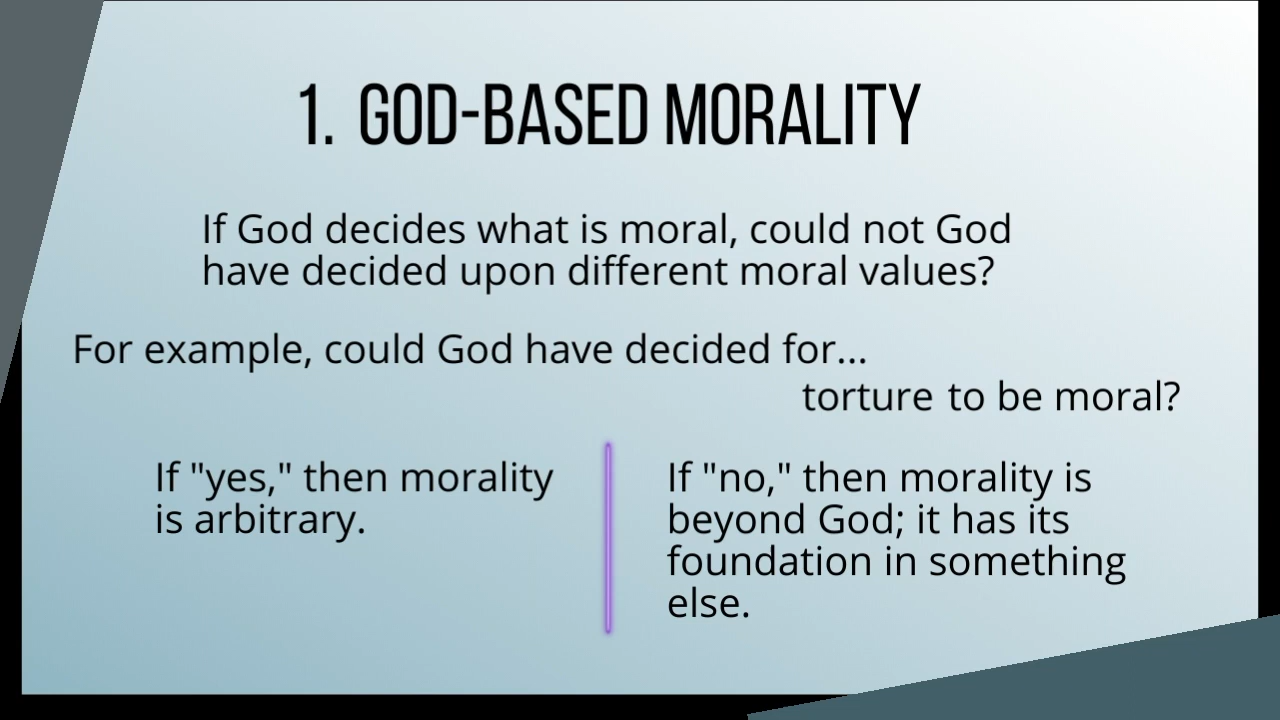 1. GOD-BASED MORALITY
If God decides what is moral, could not God
have decided upon different moral values?
For example, could God have decided for...
torture to be moral?
If "yes," then morality
is arbitrary.
If "no," then morality is
beyond God; it has its
foundation in something
else.